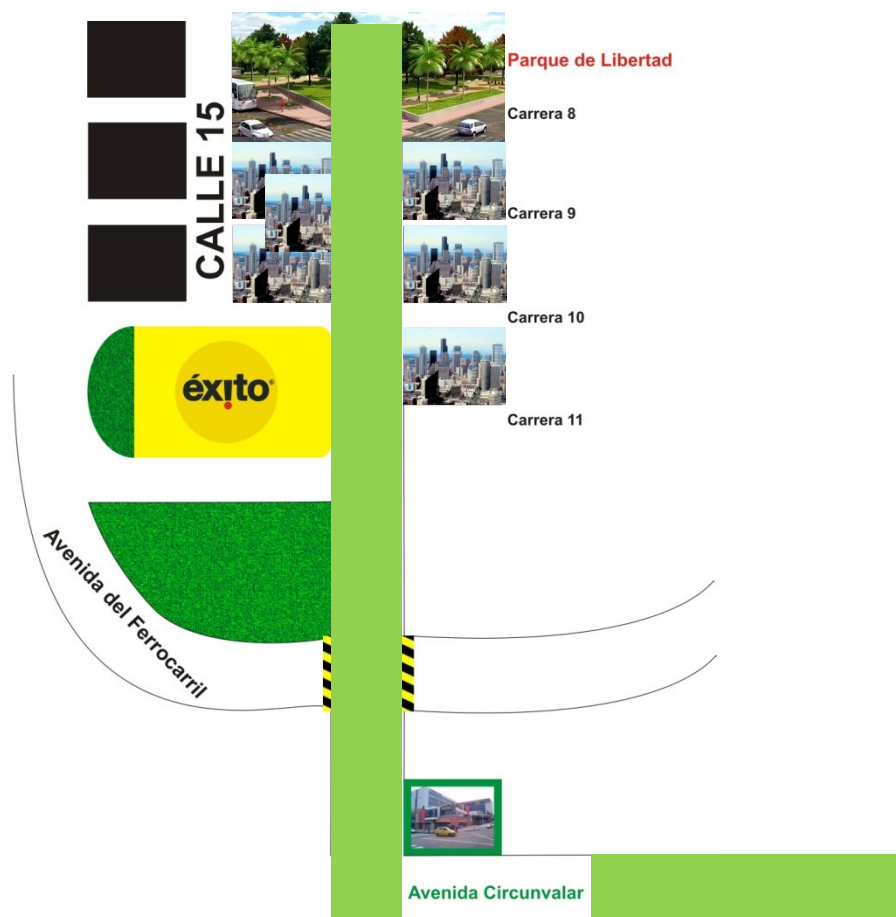 Parque de Libertad
Carrera 8
CALLE 15
Carrera 9
Carrera 10
éxito
Carrera 11
Avenida del Ferrocarril
Avenida Circunvalar